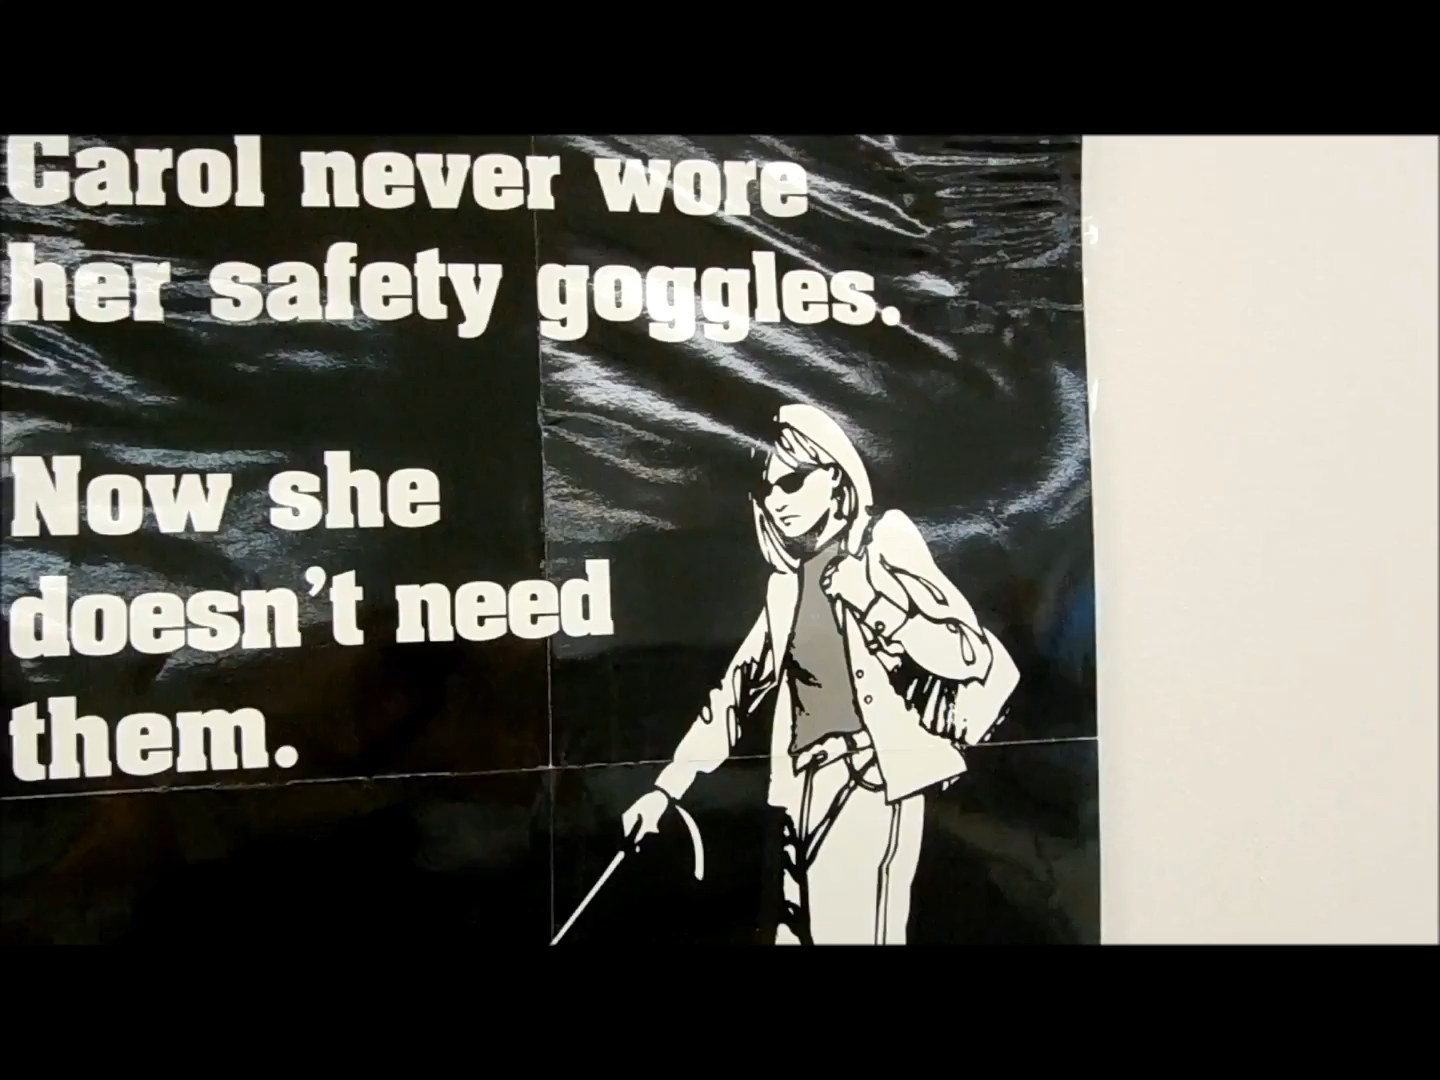 Carol never wore
her safety goggles.
Now she
doesn't need
them.